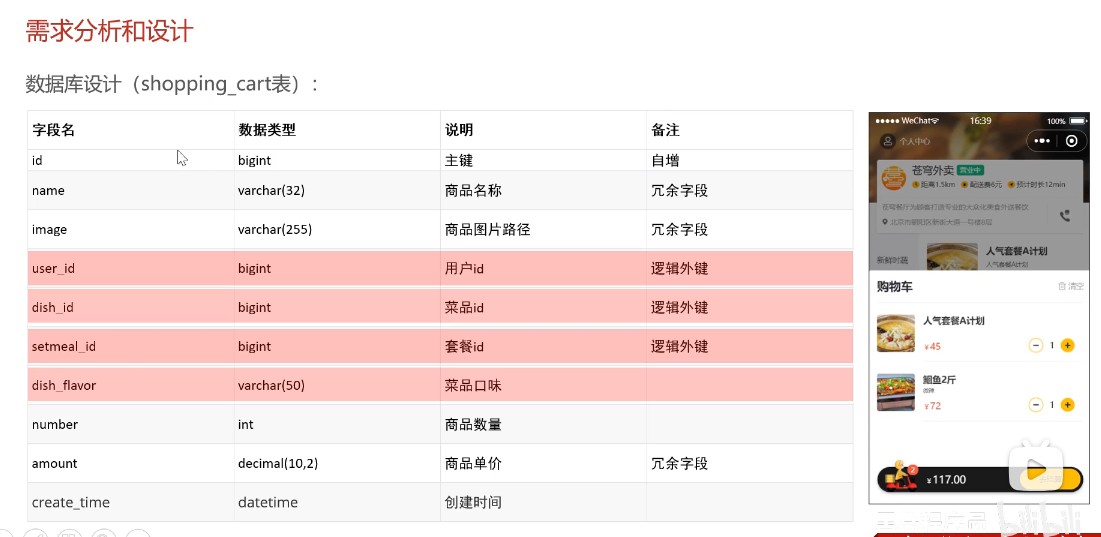 需求分析和设计
数据库设计（shopping_cart表）：
字段名 数据类型 说明 备注
id bigint 主键 自增
name varchar(32) 商品名称 冗余字段
image varchar(255) 商品图片路径 冗余字段
user_id bigint 用户id 逻辑外键
dish_id bigint 菜品id 逻辑外键
setmeal_id bigint 套餐id 逻辑外键
dish_flavor varchar(50) 菜品口味
number int 商品数量
amount decimal(10,2) 商品单价 冗余字段
create_time datetime 创建时间
WeChat 16:39 100%
个人中心
苍穹外卖 营业中
距离1.5km 配送费6元 预计时长12min
新鲜时蔬
人气套餐A计划
人气套餐A计划
购物车 清空
人气套餐A计划
¥45 1
鮰鱼2斤
¥72 1
2
¥117.00
bilibili